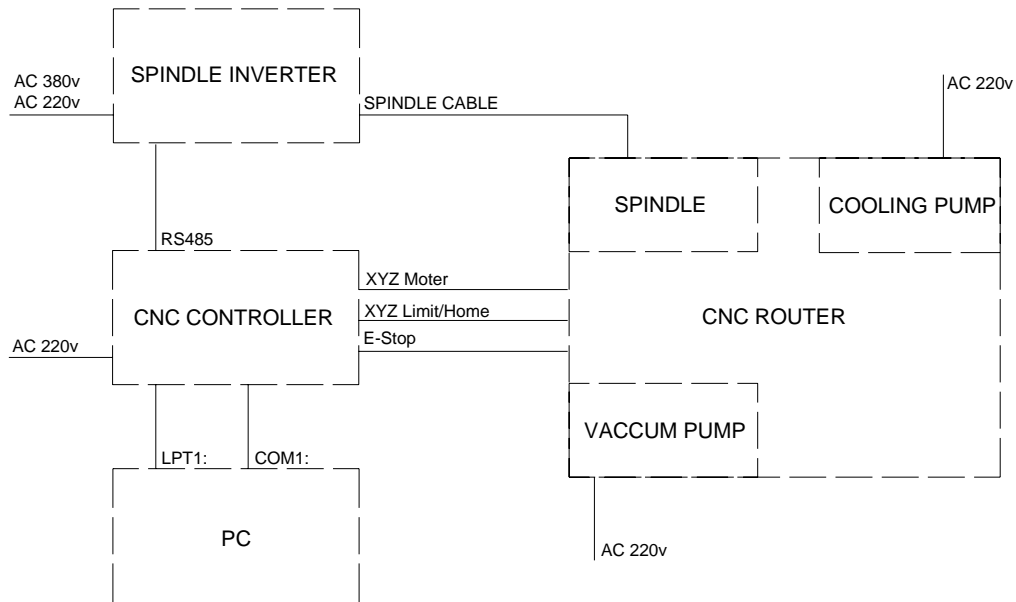 SPINDLE INVERTER
AC 380v
AC 220v
SPINDLE CABLE
AC 220v
SPINDLE
COOLING PUMP
RS485
XYZ Moter
XYZ Limit/Home
E-Stop
CNC CONTROLLER
CNC ROUTER
AC 220v
VACCUM PUMP
LPT1:
COM1:
PC
AC 220v